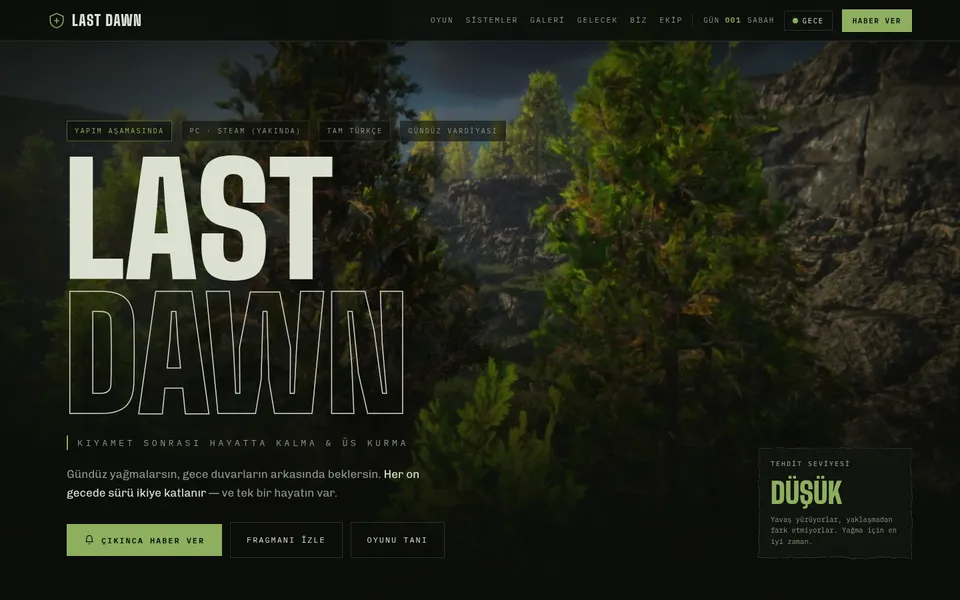 LAST DAWN
OYUN SİSTEMLER GALERİ GELECEK BİZ EKİP GÜN 001 SABAH GECE HABER VER
YAPIM AŞAMASINDA PC · STEAM (YAKINDA) TAM TÜRKÇE GÜNDÜZ VARDİYASI
LAST
DAWN
KIYAMET SONRASI HAYATTA KALMA & ÜS KURMA
Gündüz yağmalarsın, gece duvarların arkasında beklersin. Her on
gecede sürü ikiye katlanır — ve tek bir hayatın var.
ÇIKINCA HABER VER FRAGMANI İZLE OYUNU TANI
TEHDİT SEVİYESİ
DÜŞÜK
Yavaş yürüyorlar, yaklaşmadan
fark etmiyorlar. Yağma için en
iyi zaman.